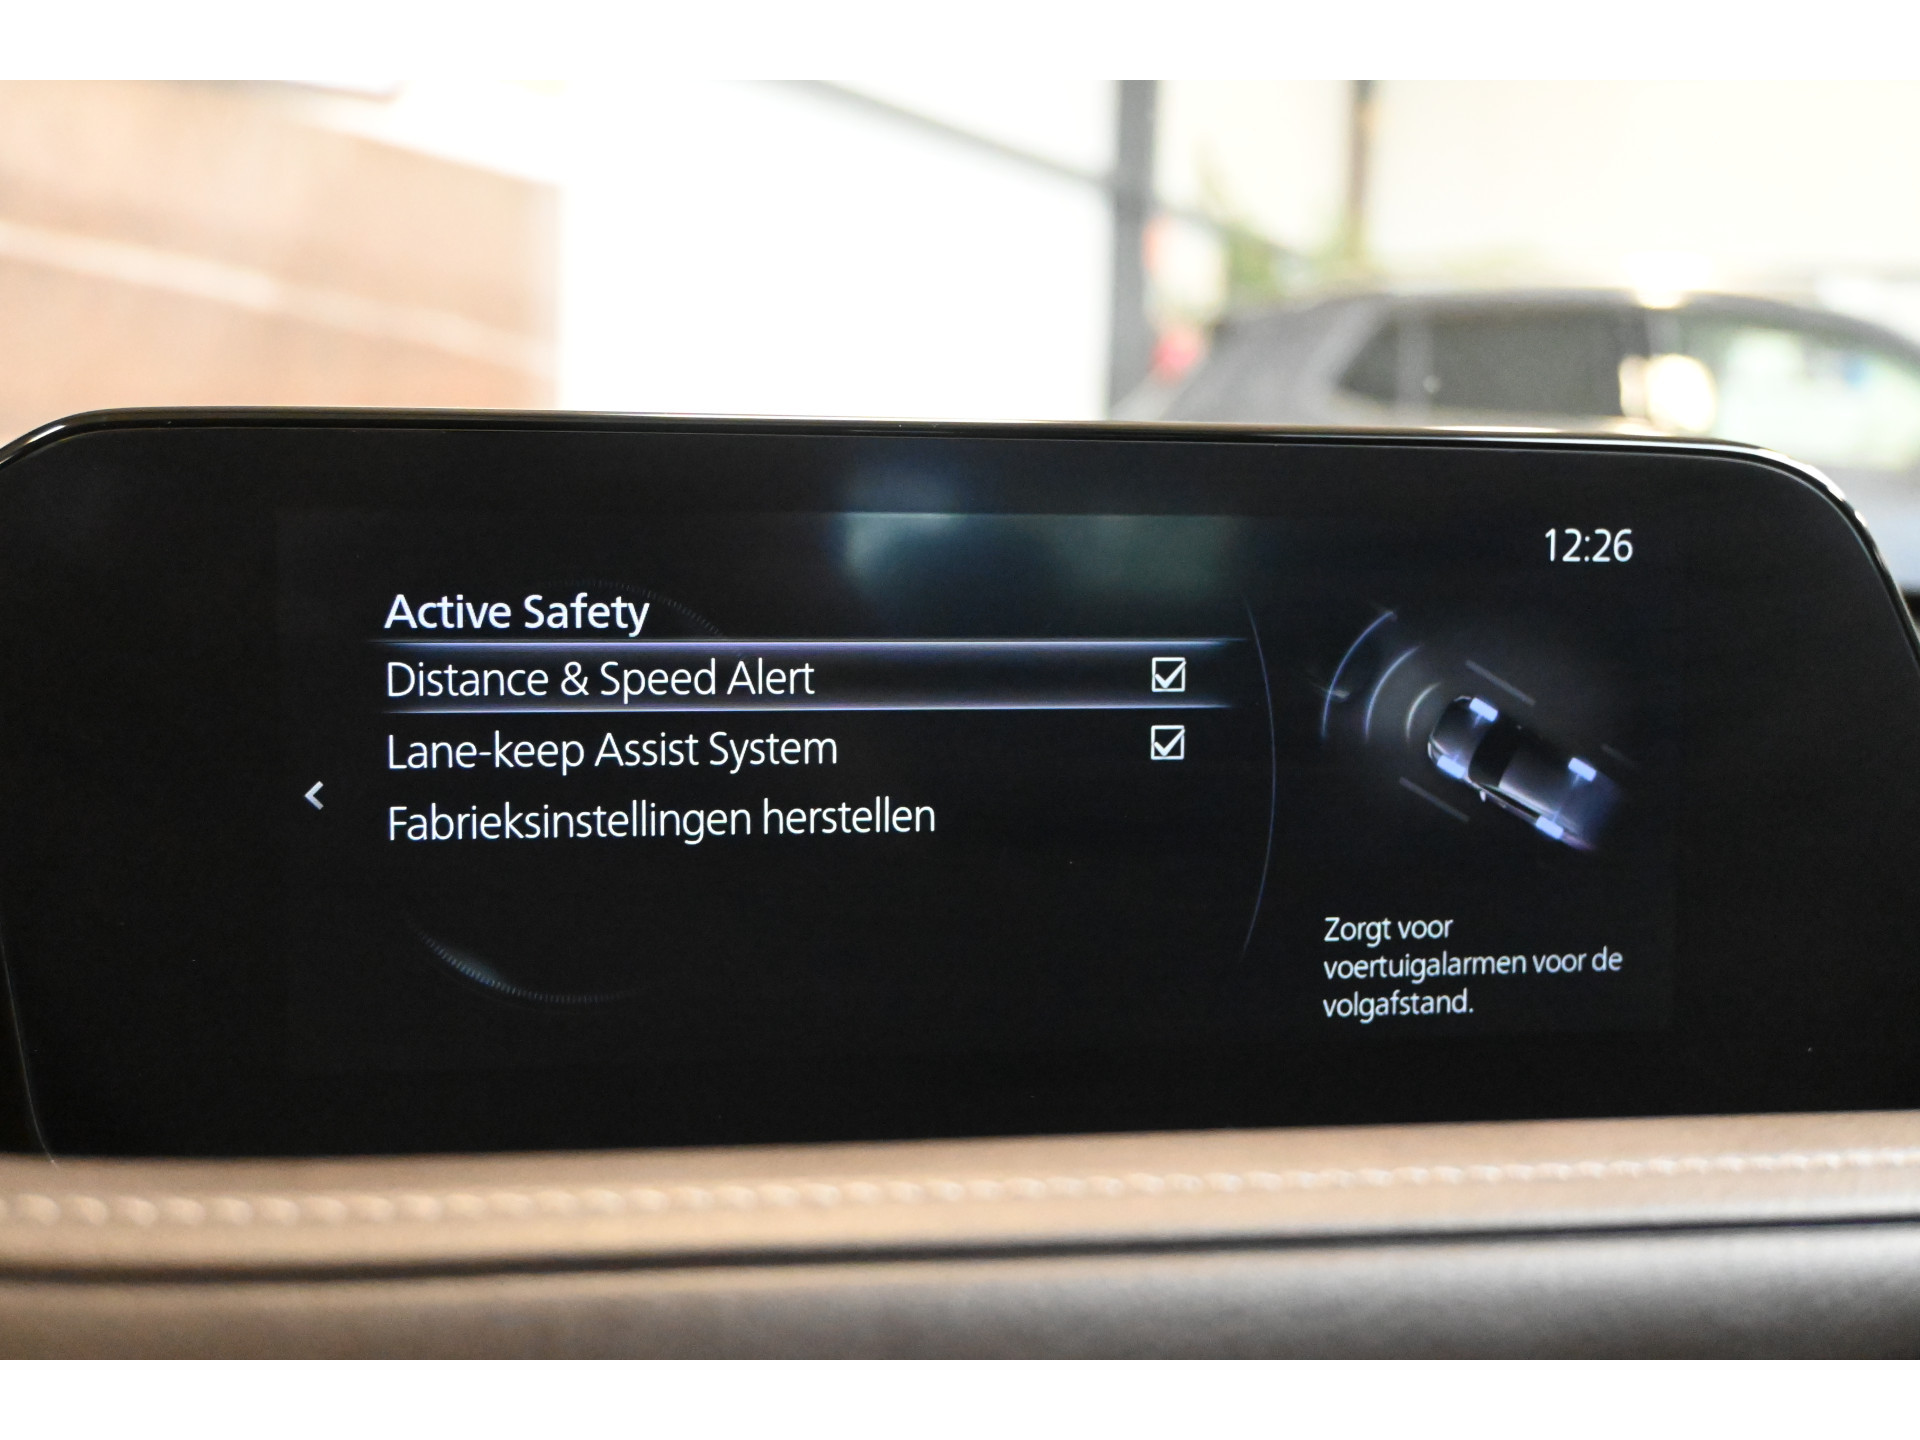 12:26
Active Safety
Distance & Speed Alert
Lane-keep Assist System
Fabrieksinstellingen herstellen
Zorgt voor
voertuigalarmen voor de
volgafstand.